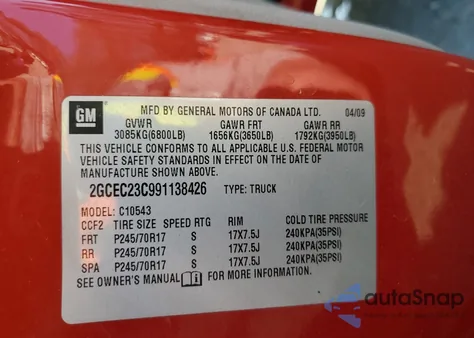 GM MFD BY GENERAL MOTORS OF CANADA LTD. 04/09
GVWR GAWR FRT GAWR RR
3085KG(6800LB) 1656KG(3650LB) 1792KG(3950LB)
THIS VEHICLE CONFORMS TO ALL APPLICABLE U.S. FEDERAL MOTOR
VEHICLE SAFETY STANDARDS IN EFFECT ON THE DATE OF
MANUFACTURE SHOWN ABOVE.
2GCEC23C991138426 TYPE: TRUCK
MODEL: C10543
CCF2 TIRE SIZE SPEED RTG RIM COLD TIRE PRESSURE
FRT P245/70R17 S 17X7.5J 240KPA(35PSI)
RR P245/70R17 S 17X7.5J 240KPA(35PSI)
SPA P245/70R17 S 17X7.5J 240KPA(35PSI)
SEE OWNER'S MANUAL FOR MORE INFORMATION.
autaSnap